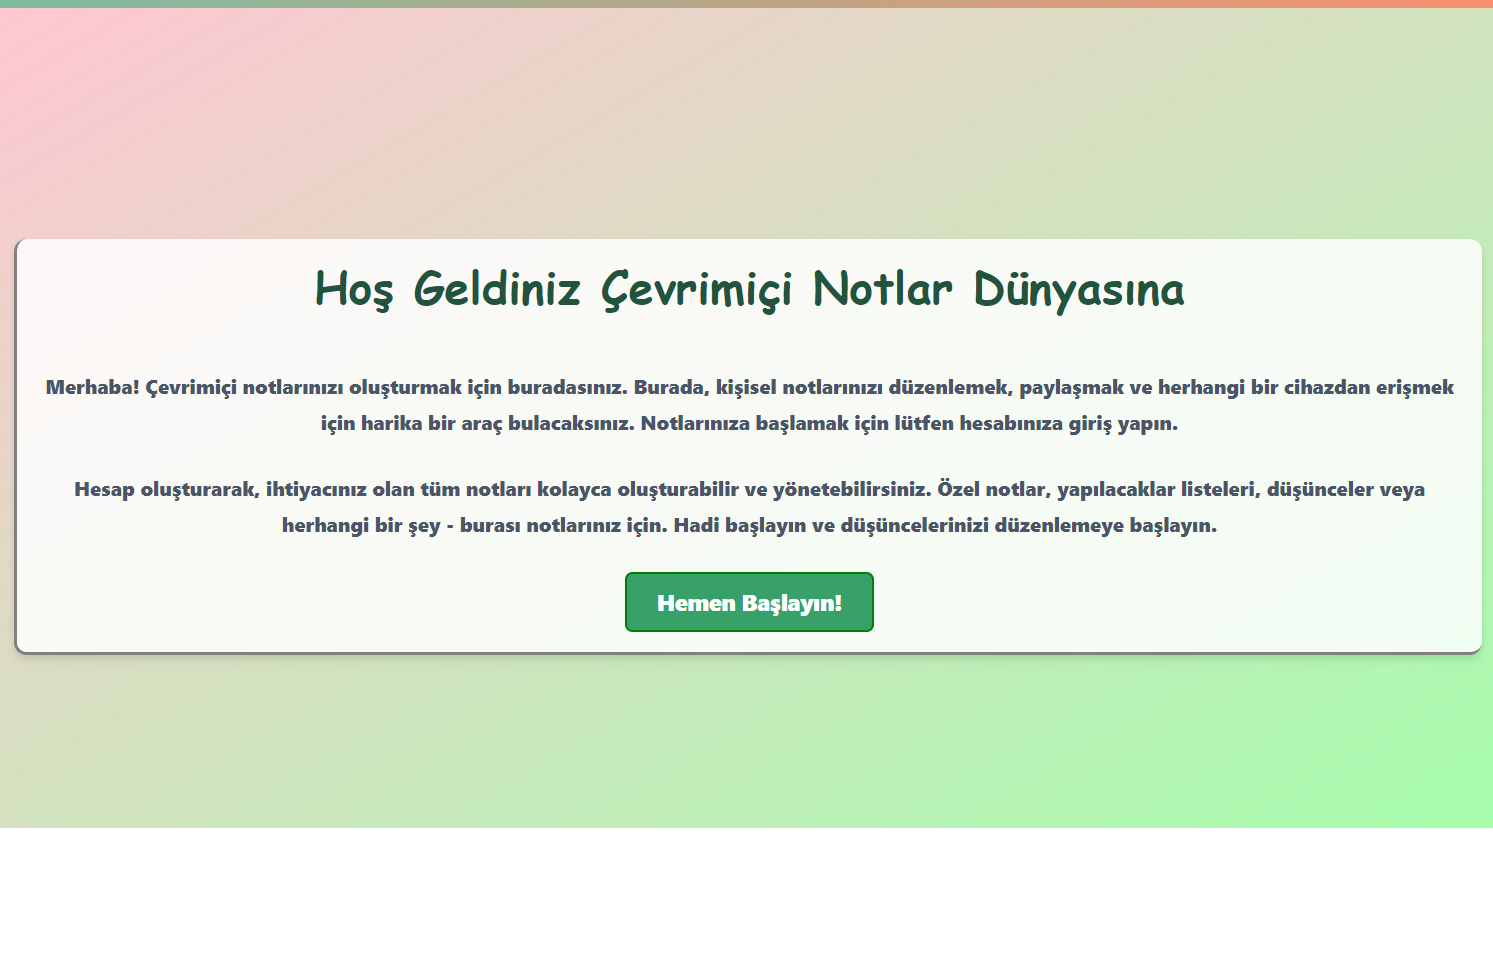 Hoş Geldiniz Çevrimiçi Notlar Dünyasına
Merhaba! Çevrimiçi notlarınızı oluşturmak için buradasınız. Burada, kişisel notlarınızı düzenlemek, paylaşmak ve herhangi bir cihazdan erişmek
için harika bir araç bulacaksınız. Notlarınıza başlamak için lütfen hesabınıza giriş yapın.
Hesap oluşturarak, ihtiyacınız olan tüm notları kolayca oluşturabilir ve yönetebilirsiniz. Özel notlar, yapılacaklar listeleri, düşünceler veya
herhangi bir şey - burası notlarınız için. Hadi başlayın ve düşüncelerinizi düzenlemeye başlayın.
Hemen Başlayın!